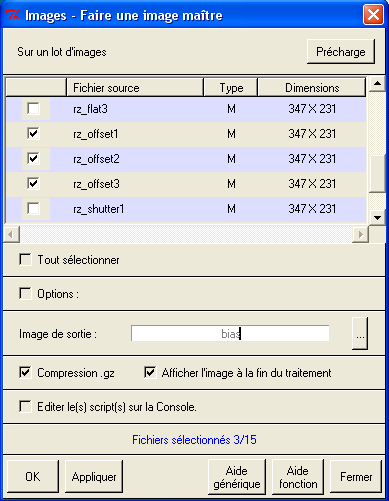 Images - Faire une image maître
Sur un lot d'images
Précharge
Fichier source Type Dimensions
rz_flat3 M 347 X 231
rz_offset1 M 347 X 231
rz_offset2 M 347 X 231
rz_offset3 M 347 X 231
rz_shutter1 M 347 X 231
Tout sélectionner
Options :
Image de sortie : bias ...
Compression .gz Afficher l'image à la fin du traitement
Editer le(s) script(s) sur la Console.
Fichiers sélectionnés 3/15
OK Appliquer Aide générique Aide fonction Fermer